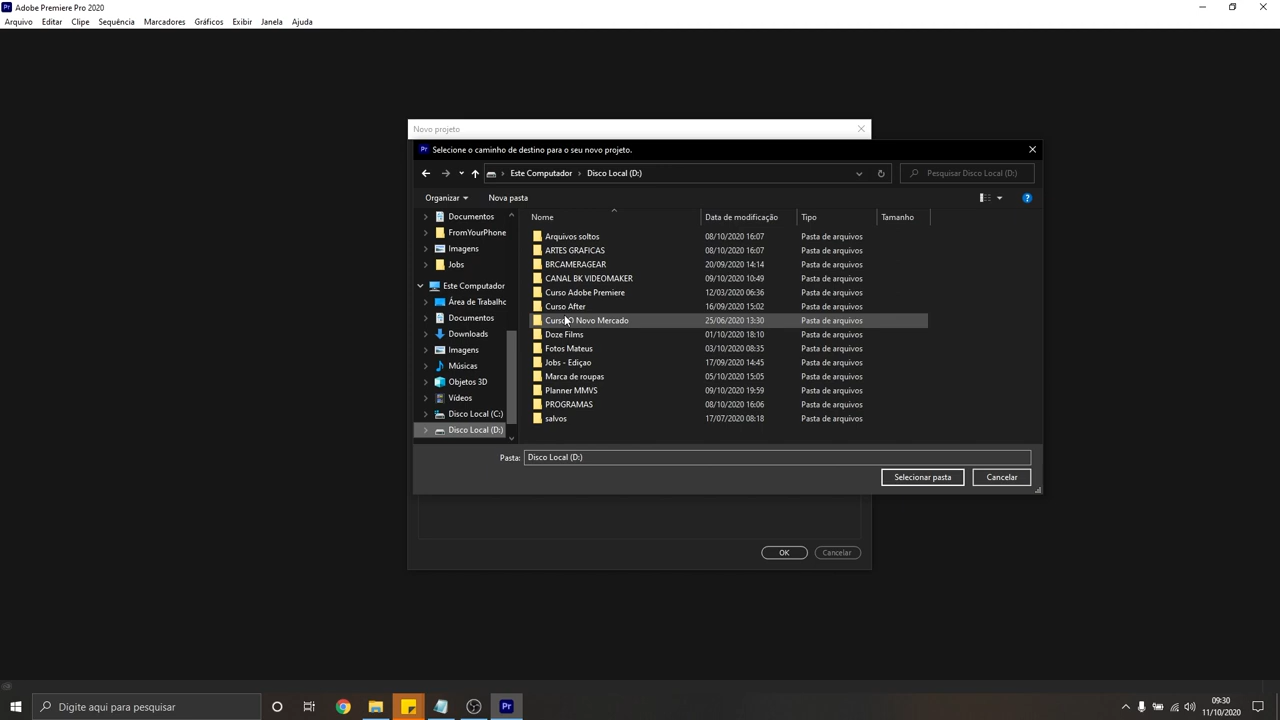 Adobe Premiere Pro 2020
Arquivo Editar Clipe Sequência Marcadores Gráficos Exibir Janela Ajuda
Novo projeto
Selecione o caminho de destino para o seu novo projeto.
Este Computador > Disco Local (D:)
Pesquisar Disco Local (D:)
Organizar Nova pasta
Nome Data de modificação Tipo Tamanho
Documentos
FromYourPhone
Imagens
Jobs
Este Computador
Área de Trabalho
Documentos
Downloads
Imagens
Músicas
Objetos 3D
Vídeos
Disco Local (C:)
Disco Local (D:)
Arquivos soltos 08/10/2020 16:07 Pasta de arquivos
ARTES GRAFICAS 08/10/2020 16:07 Pasta de arquivos
BRCAMERAGEAR 20/09/2020 14:14 Pasta de arquivos
CANAL BK VIDEOMAKER 09/10/2020 10:49 Pasta de arquivos
Curso Adobe Premiere 12/03/2020 06:36 Pasta de arquivos
Curso After 16/09/2020 15:02 Pasta de arquivos
Curso O Novo Mercado 25/06/2020 13:30 Pasta de arquivos
Doze Films 01/10/2020 18:10 Pasta de arquivos
Fotos Mateus 03/10/2020 08:35 Pasta de arquivos
Jobs - Ediçao 17/09/2020 14:45 Pasta de arquivos
Marca de roupas 05/10/2020 15:05 Pasta de arquivos
Planner MMVS 09/10/2020 19:59 Pasta de arquivos
PROGRAMAS 08/10/2020 16:06 Pasta de arquivos
salvos 17/07/2020 08:18 Pasta de arquivos
Pasta: Disco Local (D:)
Selecionar pasta Cancelar
OK Cancelar
Digite aqui para pesquisar
09:30
11/10/2020